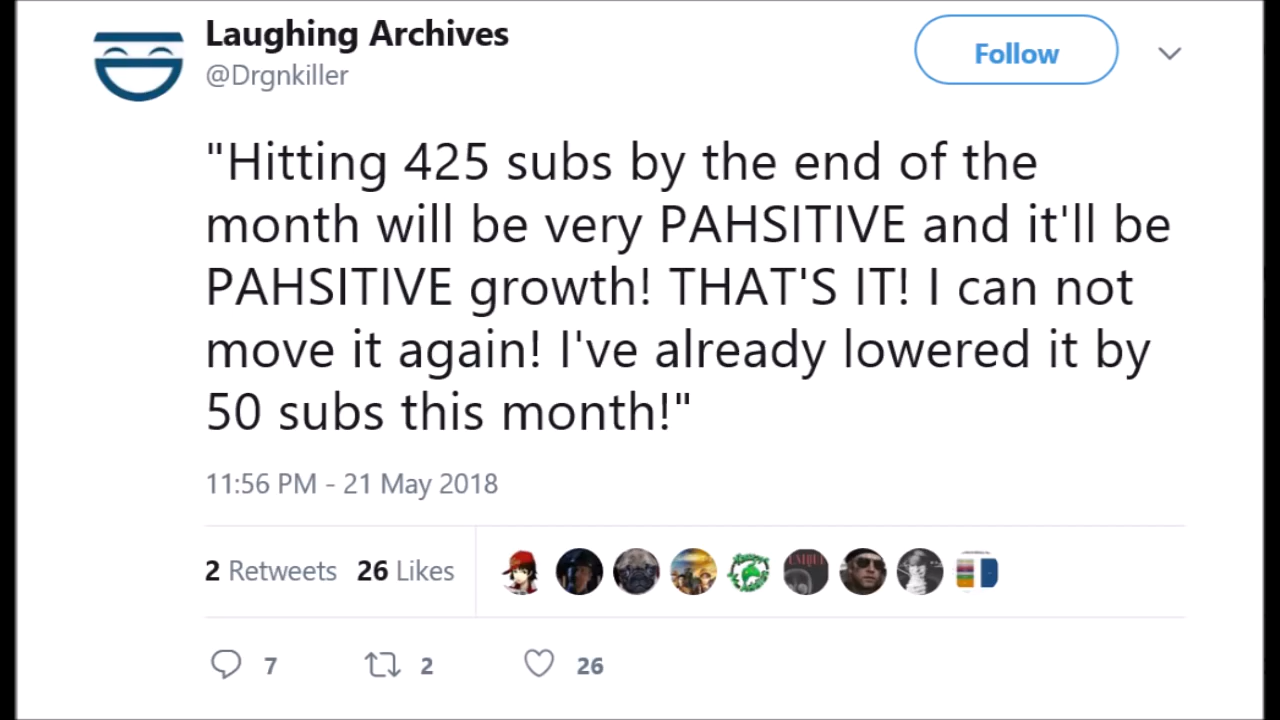 Laughing Archives
@Drgnkiller
Follow
"Hitting 425 subs by the end of the
month will be very PAHSITIVE and it'll be
PAHSITIVE growth! THAT'S IT! I can not
move it again! I've already lowered it by
50 subs this month!"
11:56 PM - 21 May 2018
2 Retweets 26 Likes
7 2 26